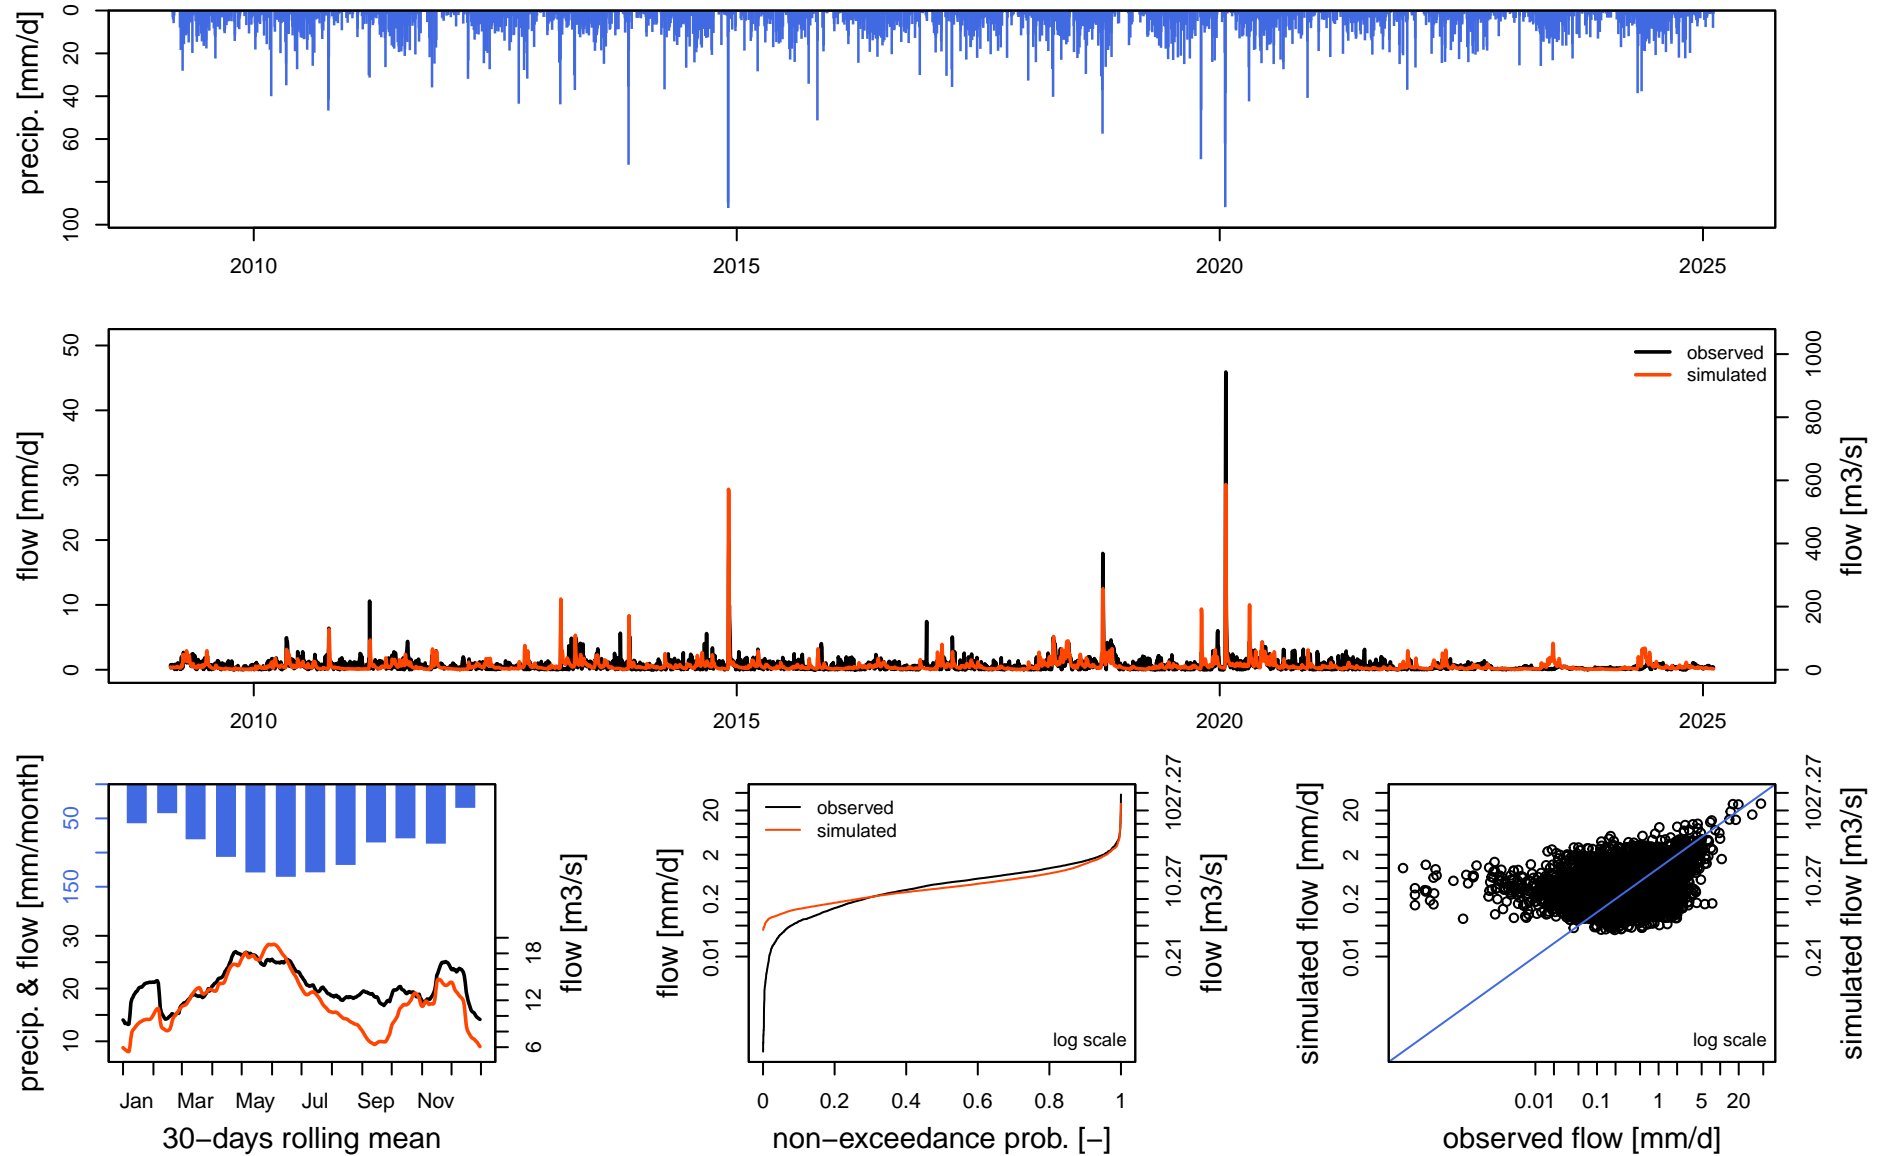 precip. [mm/d]
0
20
40
60
100
2010
2015
2020
2025
flow [mm/d]
0
10
20
30
40
50
observed
simulated
0
200
400
600
800
1000
flow [m3/s]
2010
2015
2020
2025
precip. & flow [mm/month]
50
150
10
20
30
6
12
18
flow [m3/s]
Jan
Mar
May
Jul
Sep
Nov
30−days rolling mean
flow [mm/d]
0.01
0.2
2
20
observed
simulated
log scale
0.21
10.27
1027.27
flow [m3/s]
0
0.2
0.4
0.6
0.8
1
non−exceedance prob. [−]
simulated flow [mm/d]
0.01
0.2
2
20
log scale
0.21
10.27
1027.27
simulated flow [m3/s]
0.01
0.1
1
5
20
observed flow [mm/d]